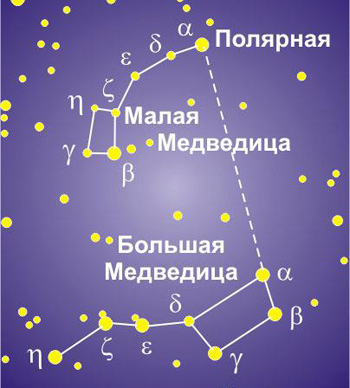 α
Полярная
δ
ε
ζ
η
Малая
Медведица
γ
β
Большая
Медведица
α
δ
β
ζ
ε
γ
η